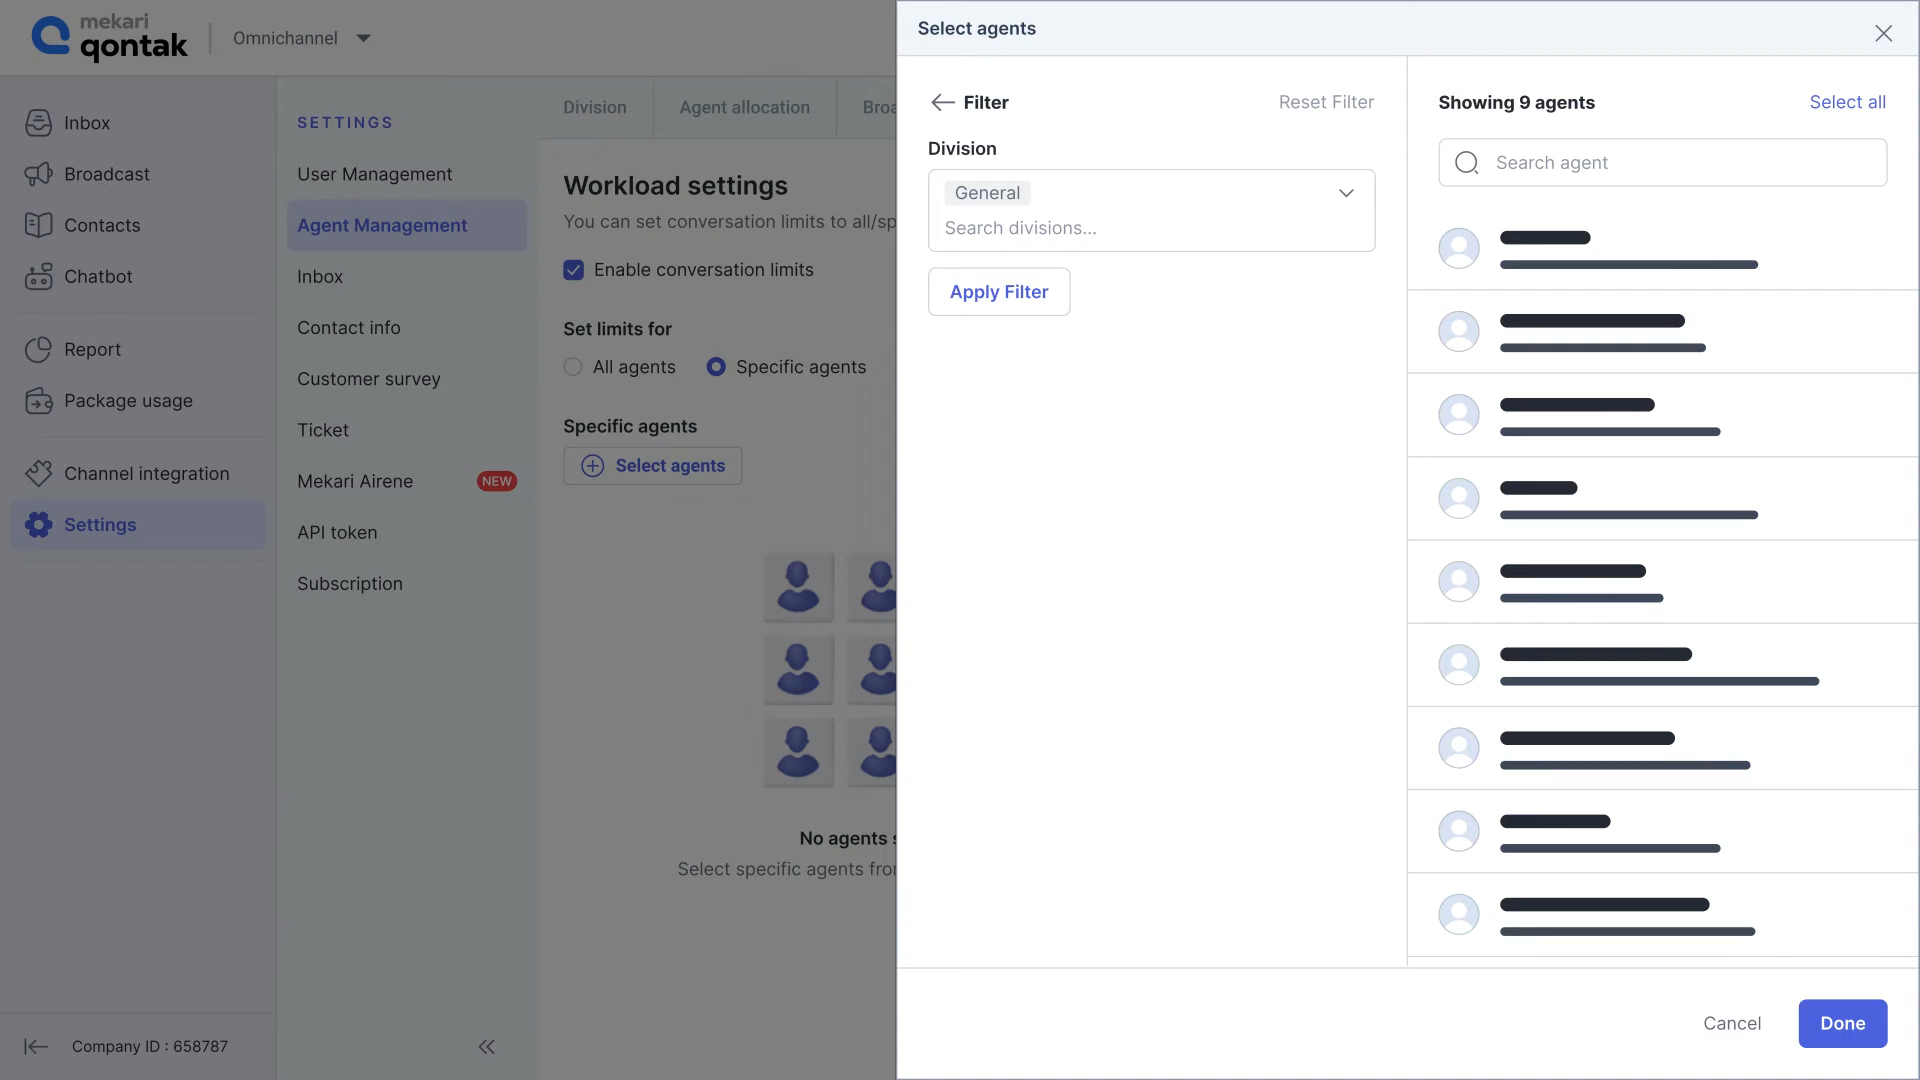 mekari
qontak
Omnichannel
Inbox
Broadcast
Contacts
Chatbot
Report
Package usage
Channel integration
Settings
Company ID : 658787
SETTINGS
User Management
Agent Management
Inbox
Contact info
Customer survey
Ticket
Mekari Airene NEW
API token
Subscription
Division Agent allocation Broa
Workload settings
You can set conversation limits to all/sp
Enable conversation limits
Set limits for
All agents Specific agents
Specific agents
Select agents
No agents s
Select specific agents fro
Select agents
Filter Reset Filter
Division
General
Search divisions...
Apply Filter
Showing 9 agents Select all
Search agent
Cancel Done